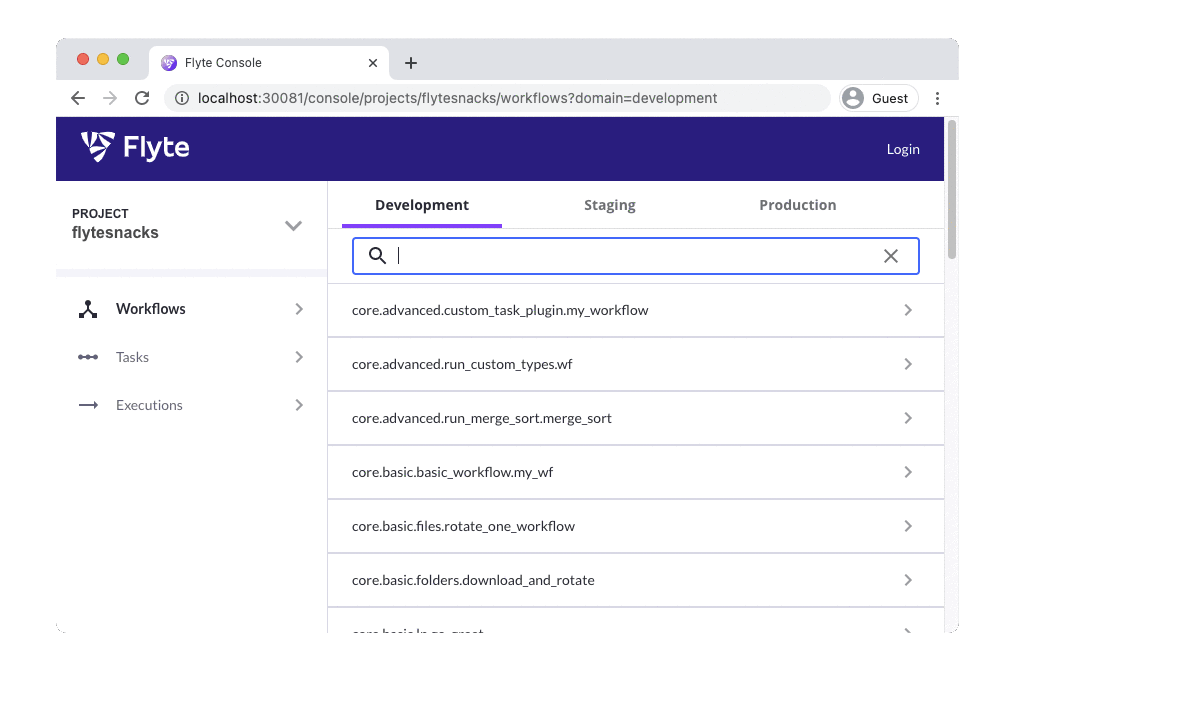 Flyte Console
localhost:30081/console/projects/flytesnacks/workflows?domain=development
Guest
Flyte
Login
PROJECT
flytesnacks
Workflows
Tasks
Executions
Development Staging Production
core.advanced.custom_task_plugin.my_workflow
core.advanced.run_custom_types.wf
core.advanced.run_merge_sort.merge_sort
core.basic.basic_workflow.my_wf
core.basic.files.rotate_one_workflow
core.basic.folders.download_and_rotate